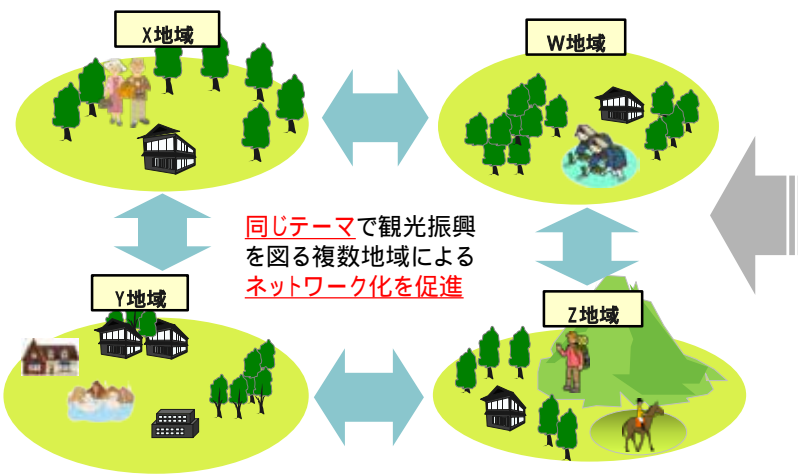 X地域
W地域
同じテーマで観光振興
を図る複数地域による
ネットワーク化を促進
Y地域
Z地域